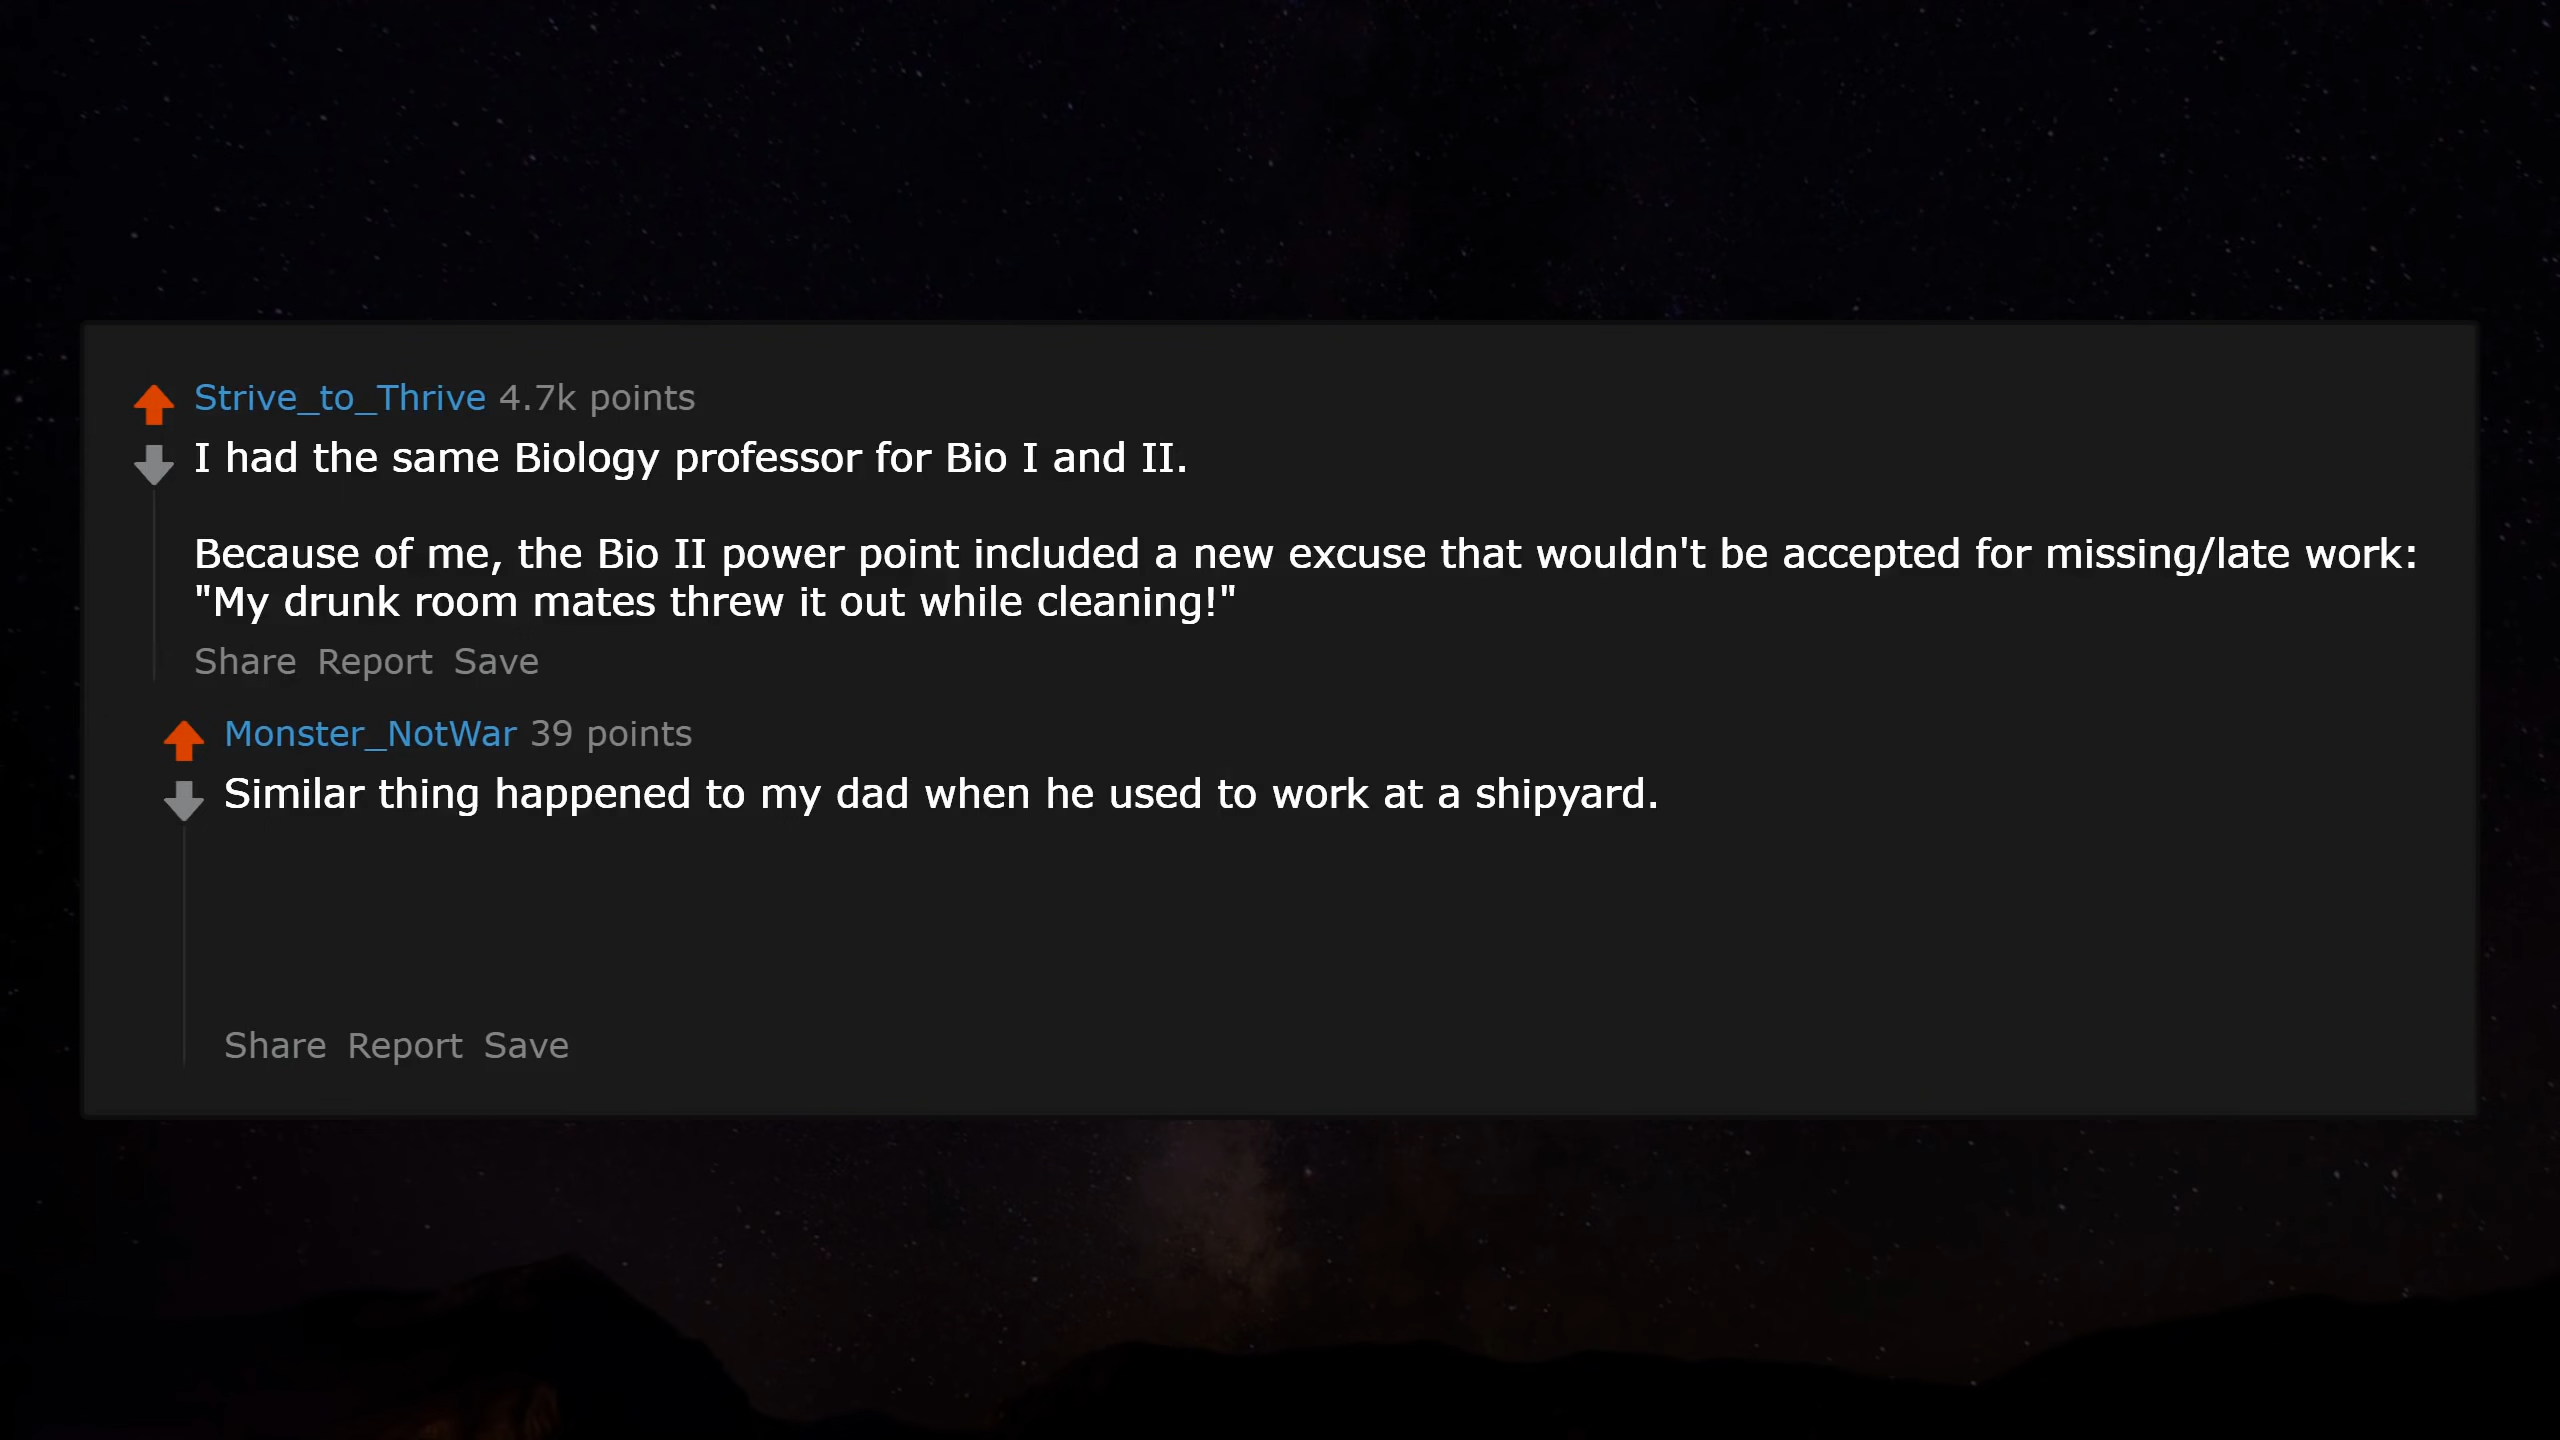 Strive_to_Thrive 4.7k points
I had the same Biology professor for Bio I and II.
Because of me, the Bio II power point included a new excuse that wouldn't be accepted for missing/late work:
"My drunk room mates threw it out while cleaning!"
Share Report Save
Monster_NotWar 39 points
Similar thing happened to my dad when he used to work at a shipyard.
Share Report Save